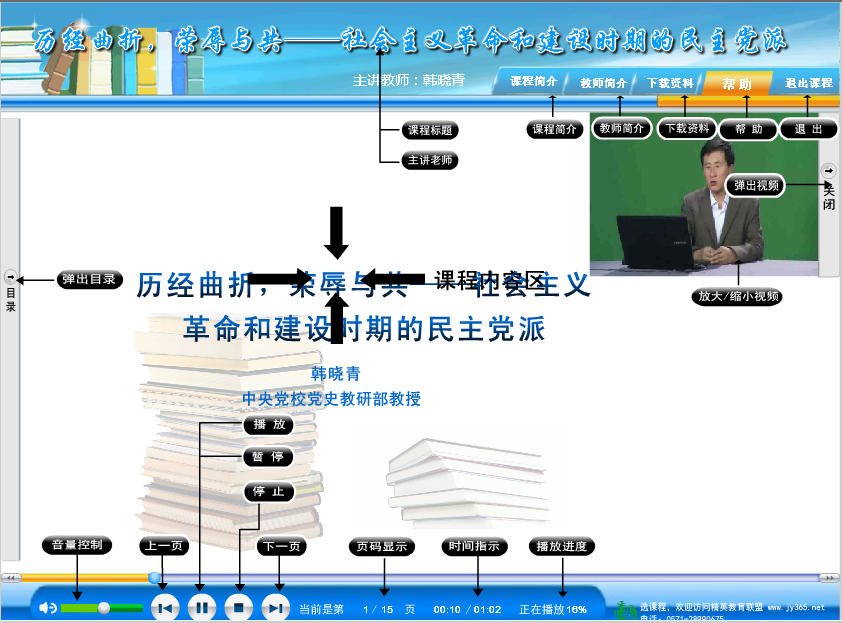 历经曲折，荣辱与共——社会主义革命和建设时期的民主党派
主讲教师：韩晓青
课程简介 教师简介 下载资料 帮助 退出课程
课程标题
主讲老师
课程简介 教师简介 下载资料 帮 助 退 出
弹出视频
关闭
弹出目录
目录
课程内容区
历经曲折，荣辱与共——社会主义
革命和建设时期的民主党派
放大/缩小视频
韩晓青
中央党校党史教研部教授
播 放
暂 停
停 止
音量控制 上一页 下一页 页码显示 时间指示 播放进度
当前是第 1 / 15 页 00:10 / 01:02 正在播放16%
选课程，欢迎访问精英教育联盟 www.jy365.net
电话：0571-28990675